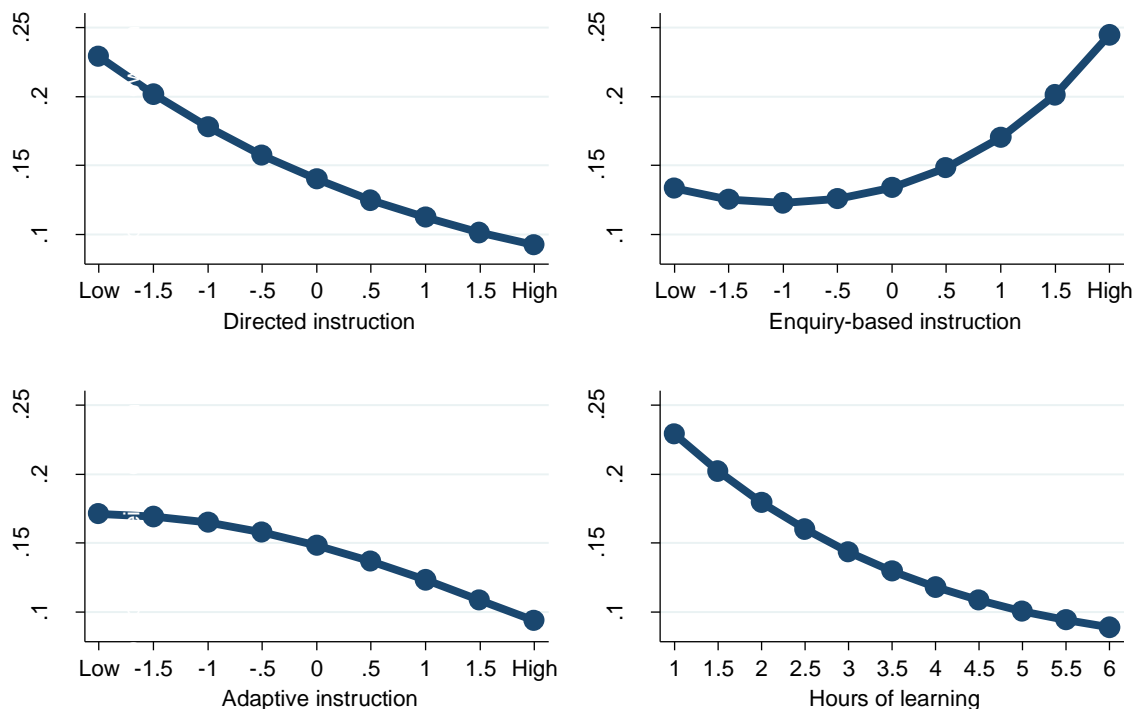 .25
.2
.15
.1
Low -1.5 -1 -.5 0 .5 1 1.5 High
Directed instruction
.25
.2
.15
.1
Low -1.5 -1 -.5 0 .5 1 1.5 High
Enquiry-based instruction
.25
.2
.15
.1
Low -1.5 -1 -.5 0 .5 1 1.5 High
Adaptive instruction
.25
.2
.15
.1
1 1.5 2 2.5 3 3.5 4 4.5 5 5.5 6
Hours of learning